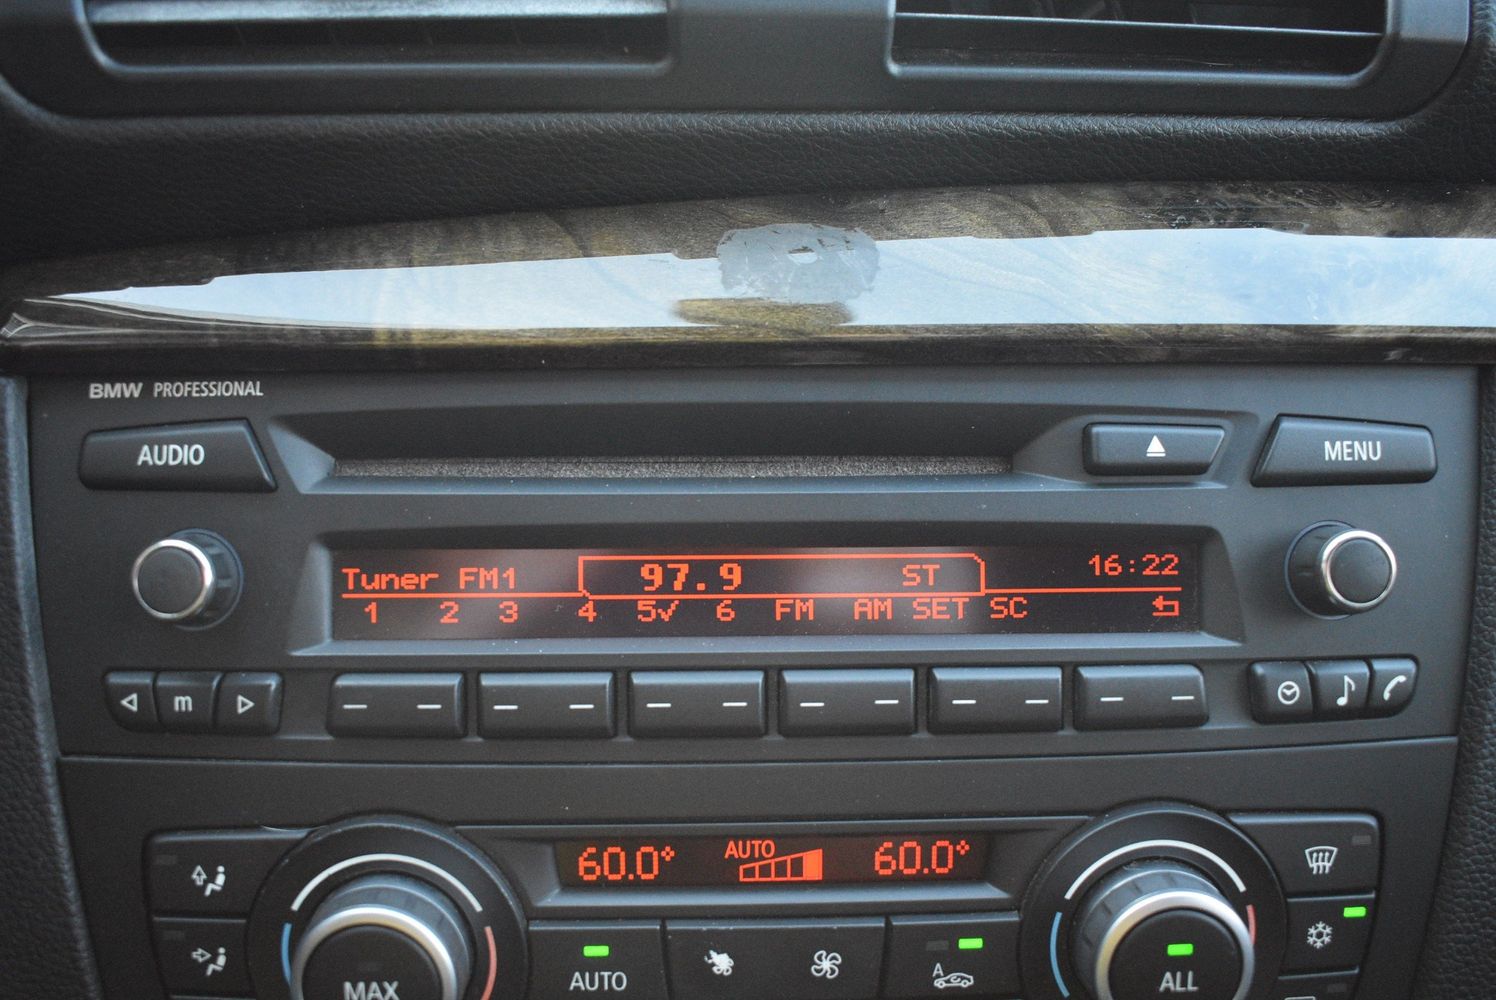 BMW PROFESSIONAL
AUDIO
MENU
Tuner FM1 97.9 ST 16:22
1 2 3 4 5✓ 6 FM AM SET SC
m
60.0° AUTO 60.0°
MAX AUTO A ALL